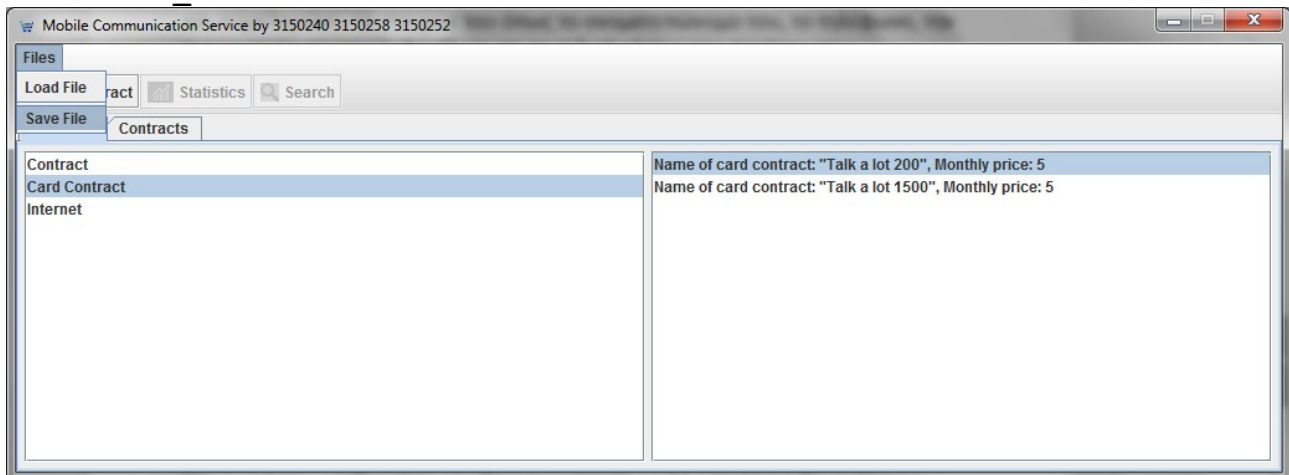 Mobile Communication Service by 3150240 3150258 3150252
Files
Load File
ract Statistics Search
Save File
Contracts
Contract
Card Contract
Internet
Name of card contract: "Talk a lot 200", Monthly price: 5
Name of card contract: "Talk a lot 1500", Monthly price: 5